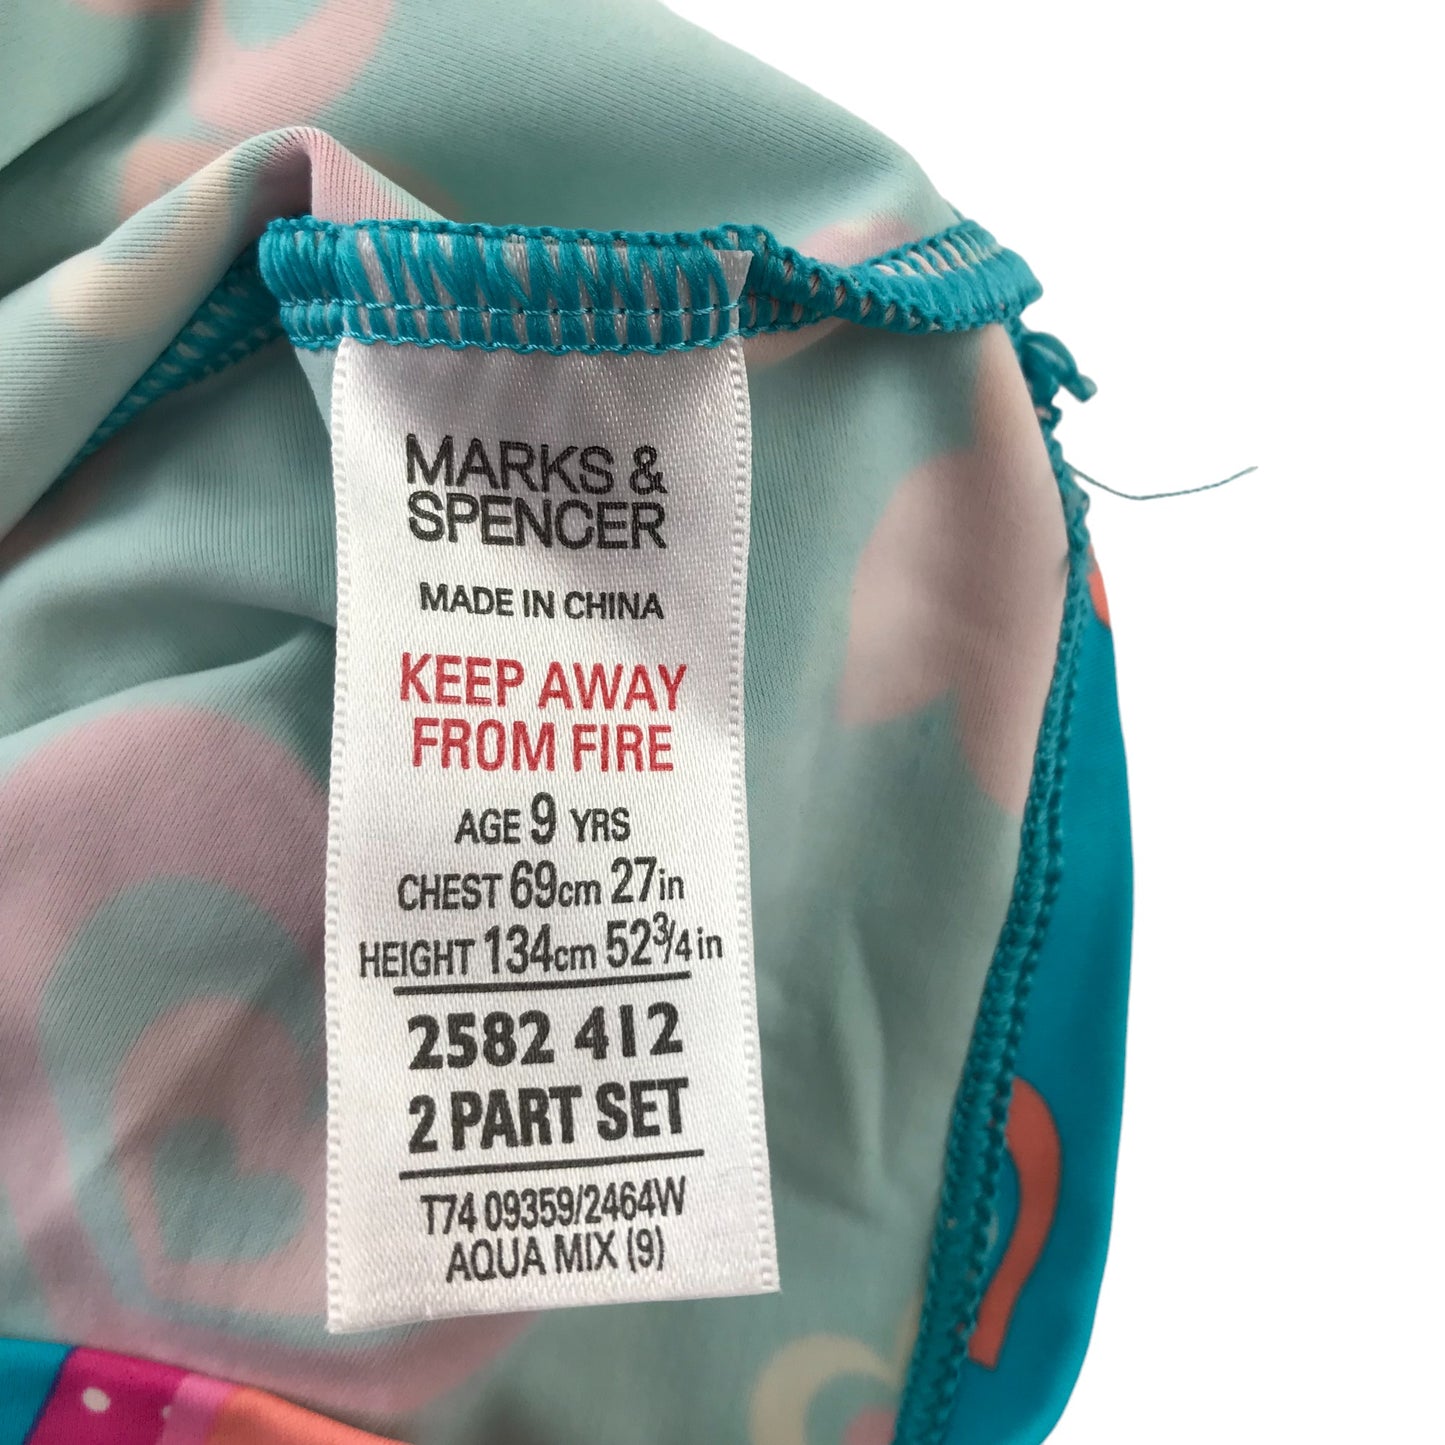 MARKS &
SPENCER
MADE IN CHINA
KEEP AWAY
FROM FIRE
AGE 9 YRS
CHEST 69cm 27in
HEIGHT 134cm 52¾in
2582 412
2 PART SET
T74 09359/2464W
AQUA MIX (9)